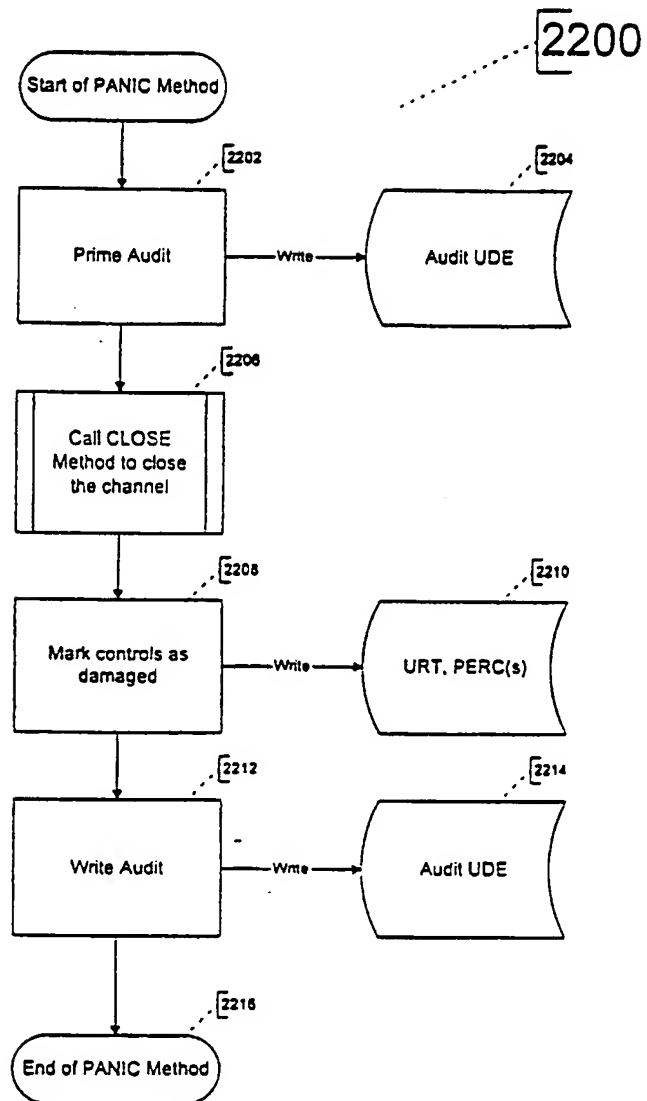 2200
Start of PANIC Method
2202
2204
Prime Audit
Write
Audit UDE
2206
Call CLOSE
Method to close
the channel
2208
2210
Mark controls as
damaged
Write
URT, PERC(s)
2212
2214
Write Audit
Write
Audit UDE
2216
End of PANIC Method